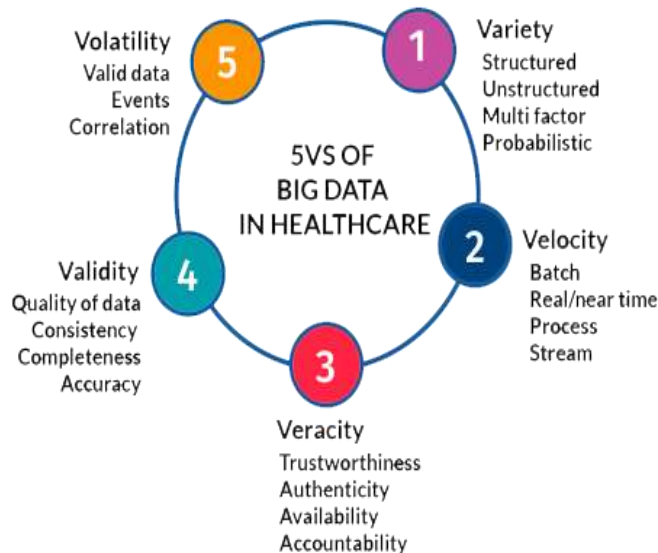 5VS OF
BIG DATA
IN HEALTHCARE
1
Variety
Structured
Unstructured
Multi factor
Probabilistic
2
Velocity
Batch
Real/near time
Process
Stream
3
Veracity
Trustworthiness
Authenticity
Availability
Accountability
4
Validity
Quality of data
Consistency
Completeness
Accuracy
5
Volatility
Valid data
Events
Correlation